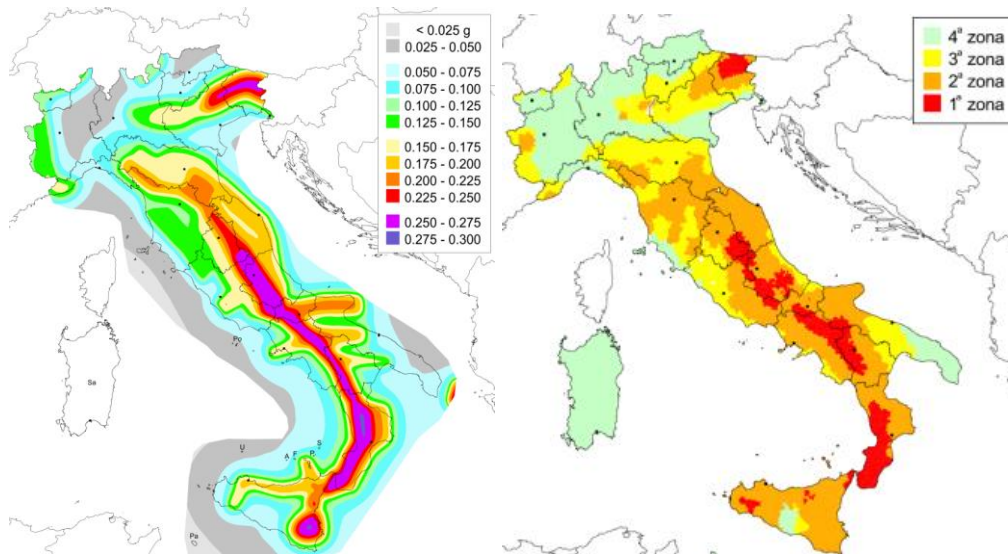 < 0.025 g
0.025 - 0.050
0.050 - 0.075
0.075 - 0.100
0.100 - 0.125
0.125 - 0.150
0.150 - 0.175
0.175 - 0.200
0.200 - 0.225
0.225 - 0.250
0.250 - 0.275
0.275 - 0.300
Sa
Po
U
A
F
P
S
Pa
4ª zona
3ª zona
2ª zona
1ª zona